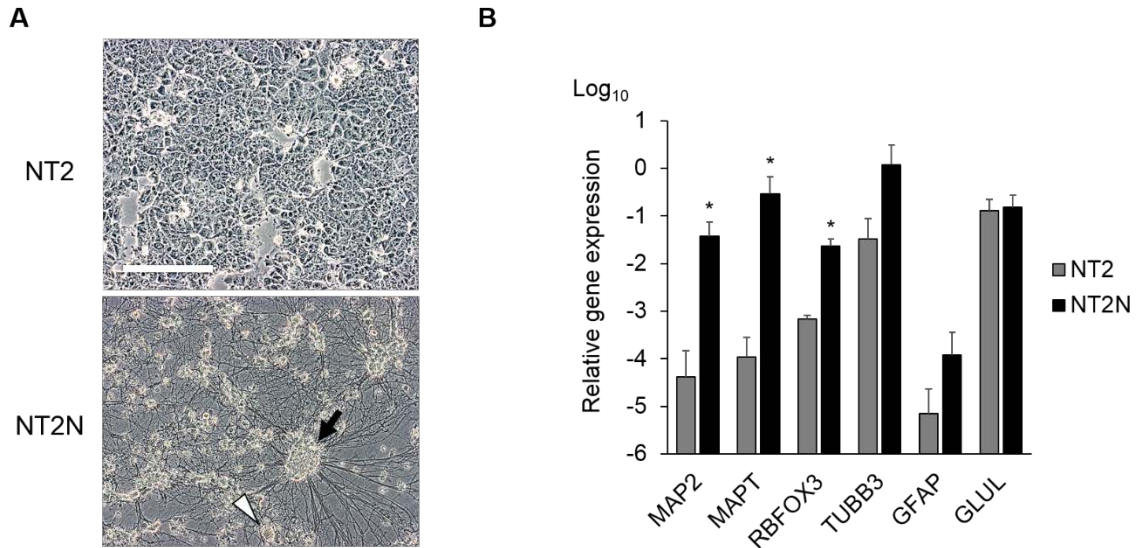 A
B
NT2
NT2N
Log10
Relative gene expression
1
0
-1
-2
-3
-4
-5
-6
*
*
*
MAP2
MAPT
RBFOX3
TUBB3
GFAP
GLUL
NT2
NT2N